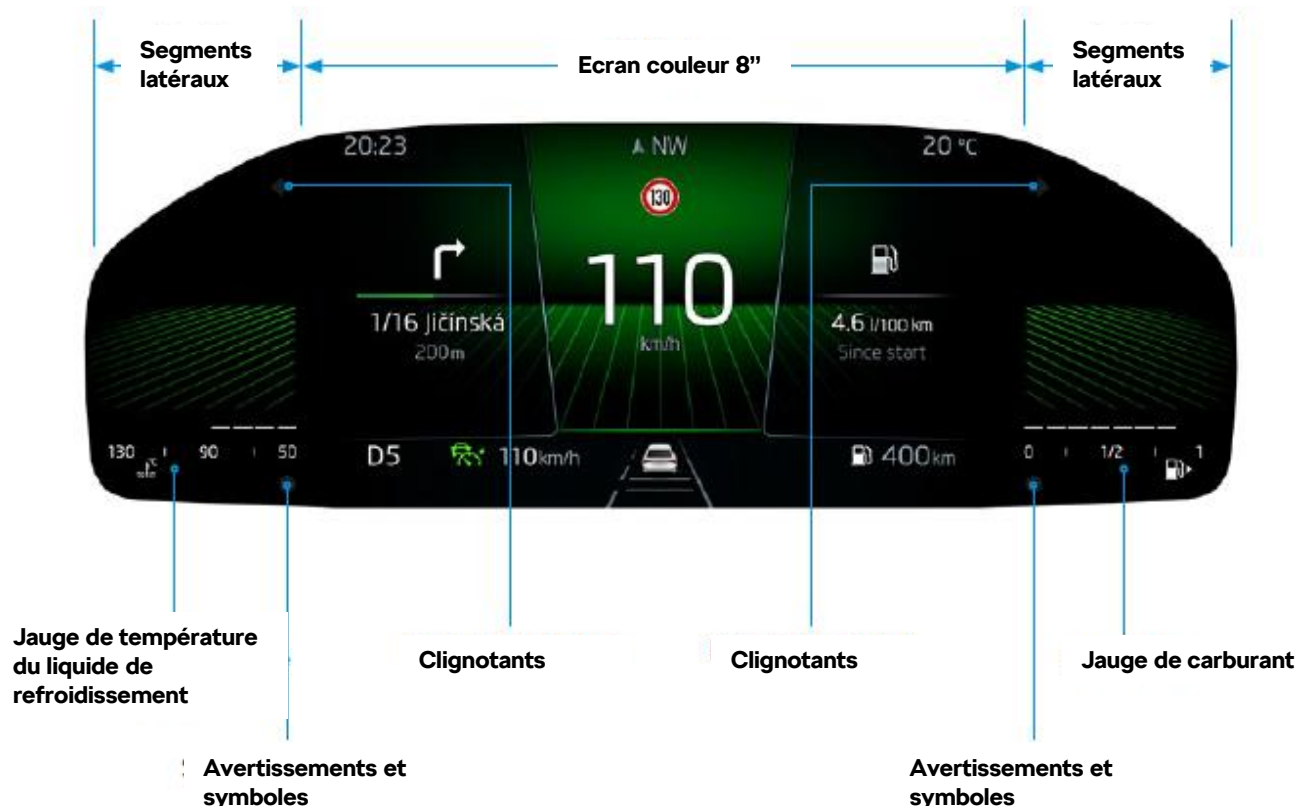 Segments
latéraux
Ecran couleur 8”
Segments
latéraux
20:23
NW
20 °C
130
110
km/h
1/16 Jičínská
200m
4.6 l/100 km
Since start
130 90 50
D5
110km/h
400km
0 1/2 1
Jauge de température
du liquide de
refroidissement
Clignotants
Clignotants
Jauge de carburant
Avertissements et
symboles
Avertissements et
symboles